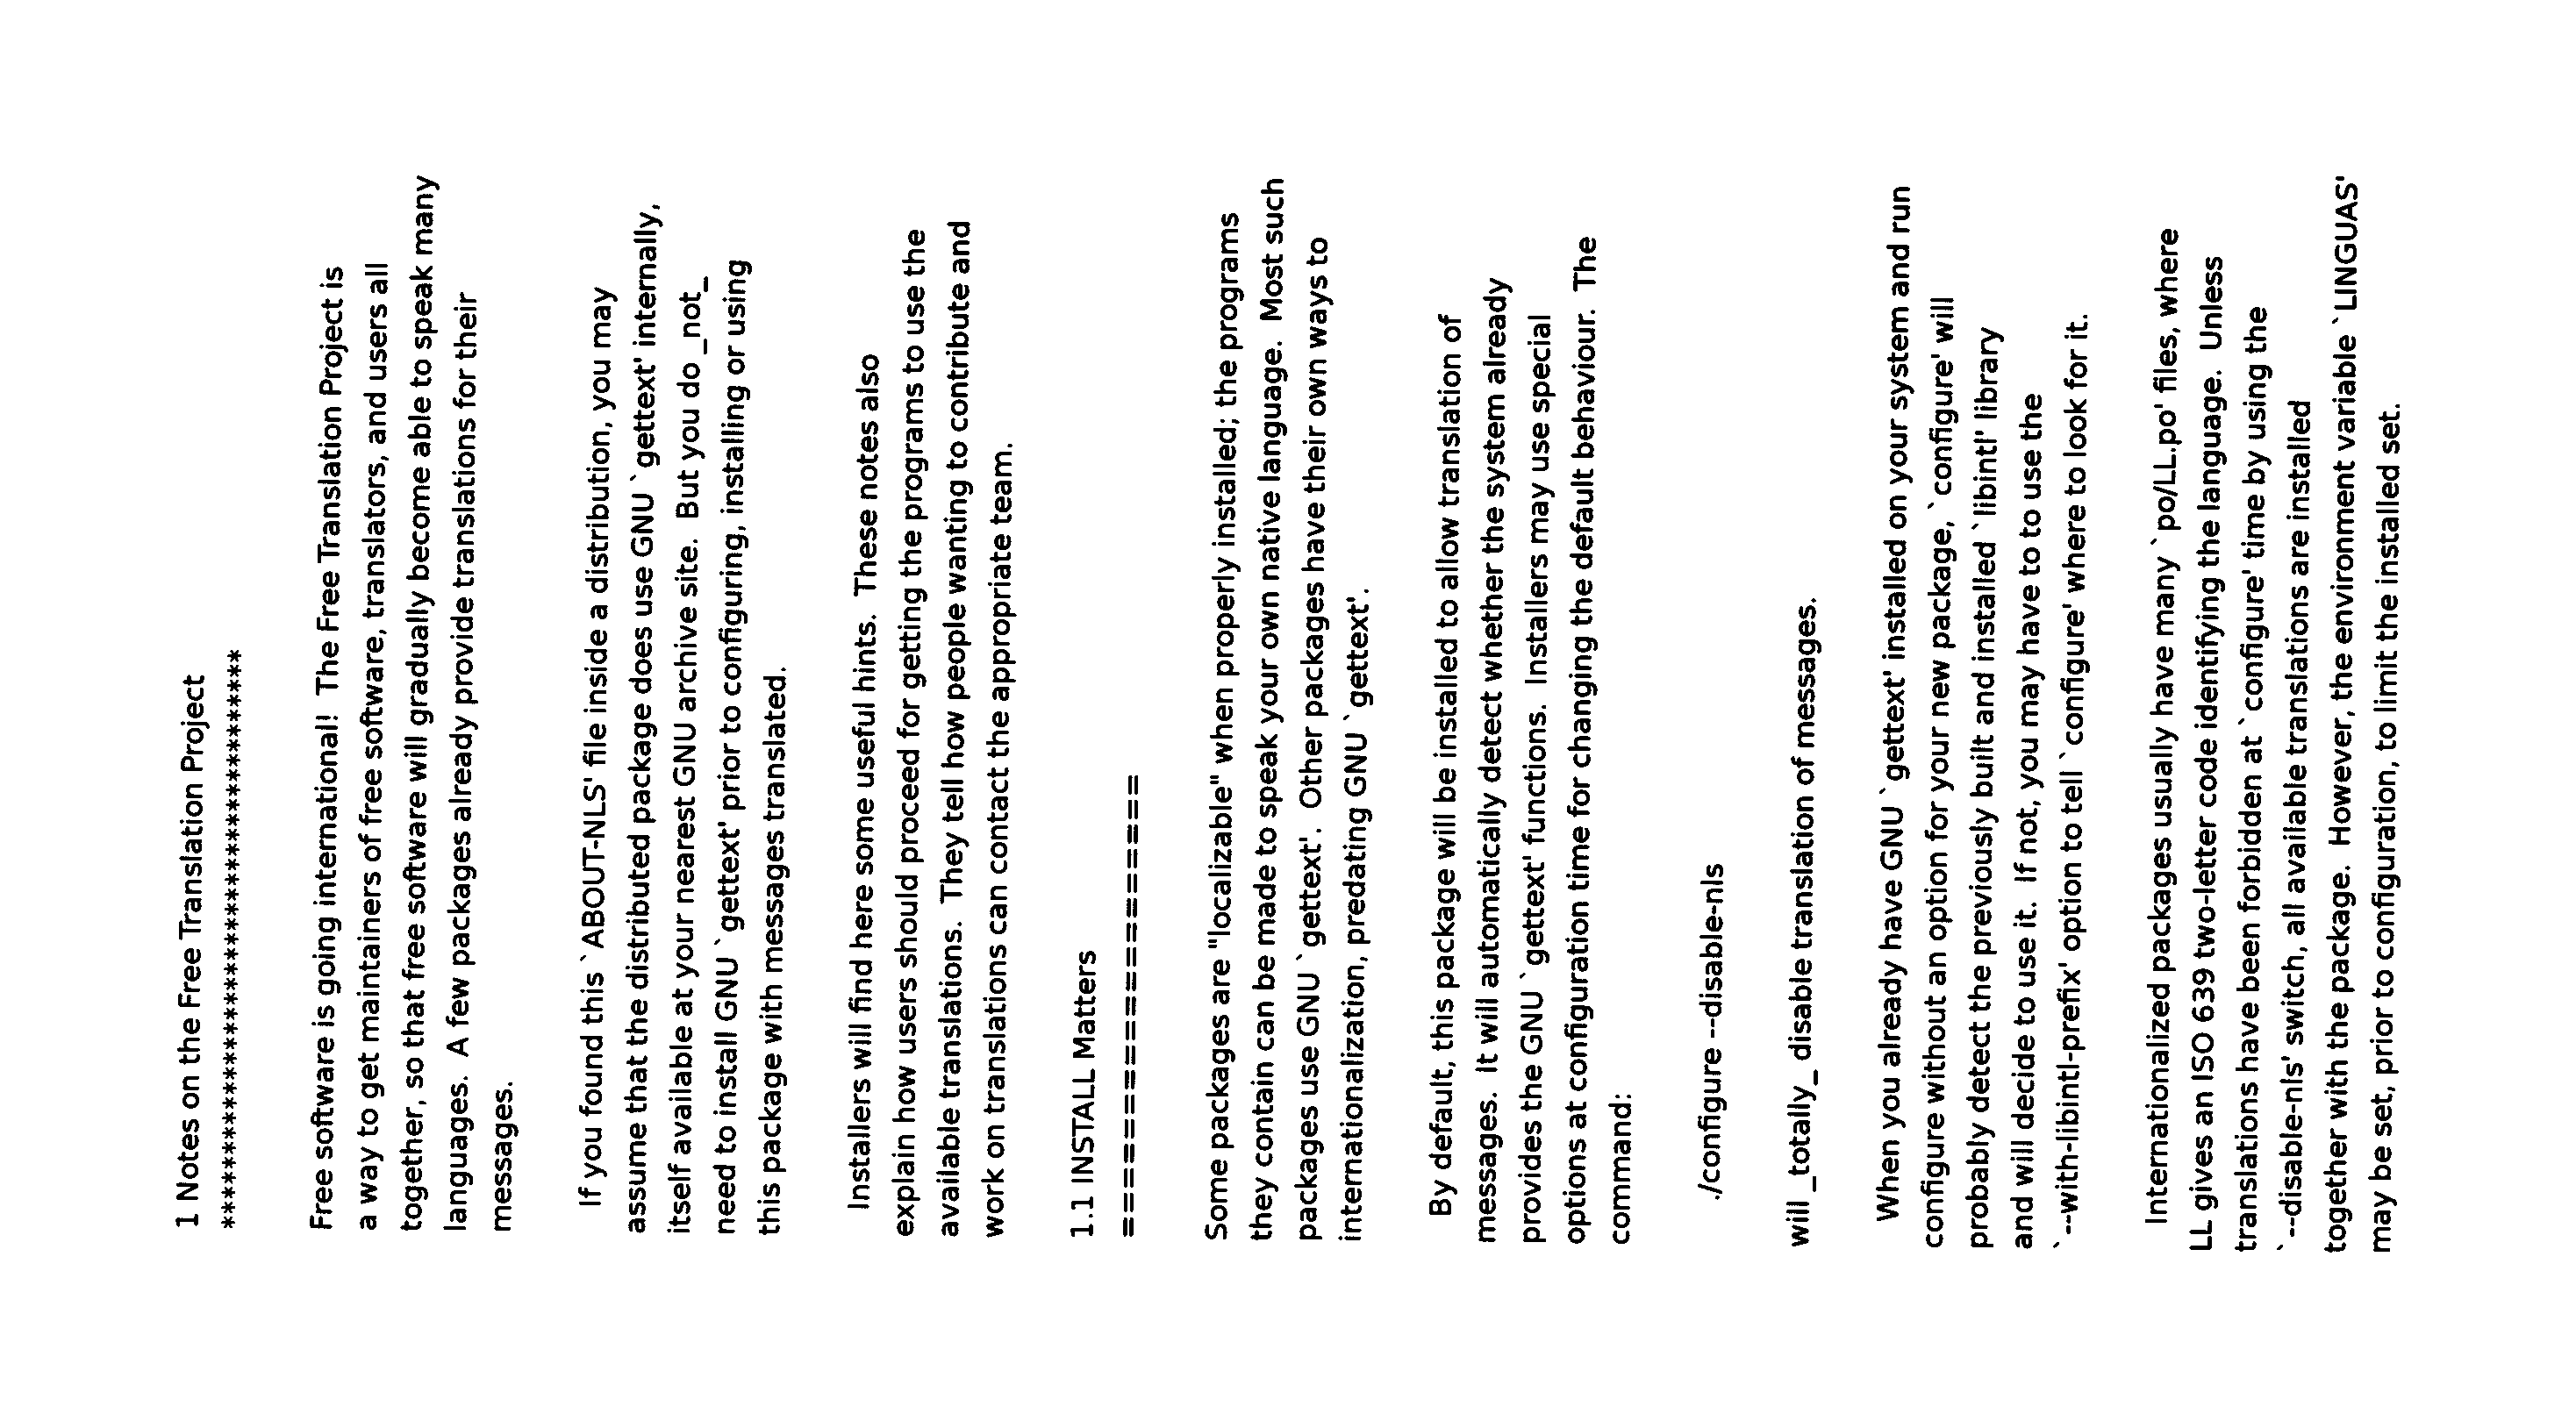 1 Notes on the Free Translation Project
***************************************
Free software is going international!  The Free Translation Project is
a way to get maintainers of free software, translators, and users all
together, so that free software will gradually become able to speak many
languages.  A few packages already provide translations for their
messages.
If you found this `ABOUT-NLS' file inside a distribution, you may
assume that the distributed package does use GNU `gettext' internally,
itself available at your nearest GNU archive site.  But you do _not_
need to install GNU `gettext' prior to configuring, installing or using
this package with messages translated.
Installers will find here some useful hints.  These notes also
explain how users should proceed for getting the programs to use the
available translations.  They tell how people wanting to contribute and
work on translations can contact the appropriate team.
1.1 INSTALL Matters
===================
Some packages are "localizable" when properly installed; the programs
they contain can be made to speak your own native language.  Most such
packages use GNU `gettext'.  Other packages have their own ways to
internationalization, predating GNU `gettext'.
By default, this package will be installed to allow translation of
messages.  It will automatically detect whether the system already
provides the GNU `gettext' functions.  Installers may use special
options at configuration time for changing the default behaviour.  The
command:
./configure --disable-nls
will _totally_ disable translation of messages.
When you already have GNU `gettext' installed on your system and run
configure without an option for your new package, `configure' will
probably detect the previously built and installed `libintl' library
and will decide to use it.  If not, you may have to to use the
`--with-libintl-prefix' option to tell `configure' where to look for it.
Internationalized packages usually have many `po/LL.po' files, where
LL gives an ISO 639 two-letter code identifying the language.  Unless
translations have been forbidden at `configure' time by using the
`--disable-nls' switch, all available translations are installed
together with the package.  However, the environment variable `LINGUAS'
may be set, prior to configuration, to limit the installed set.